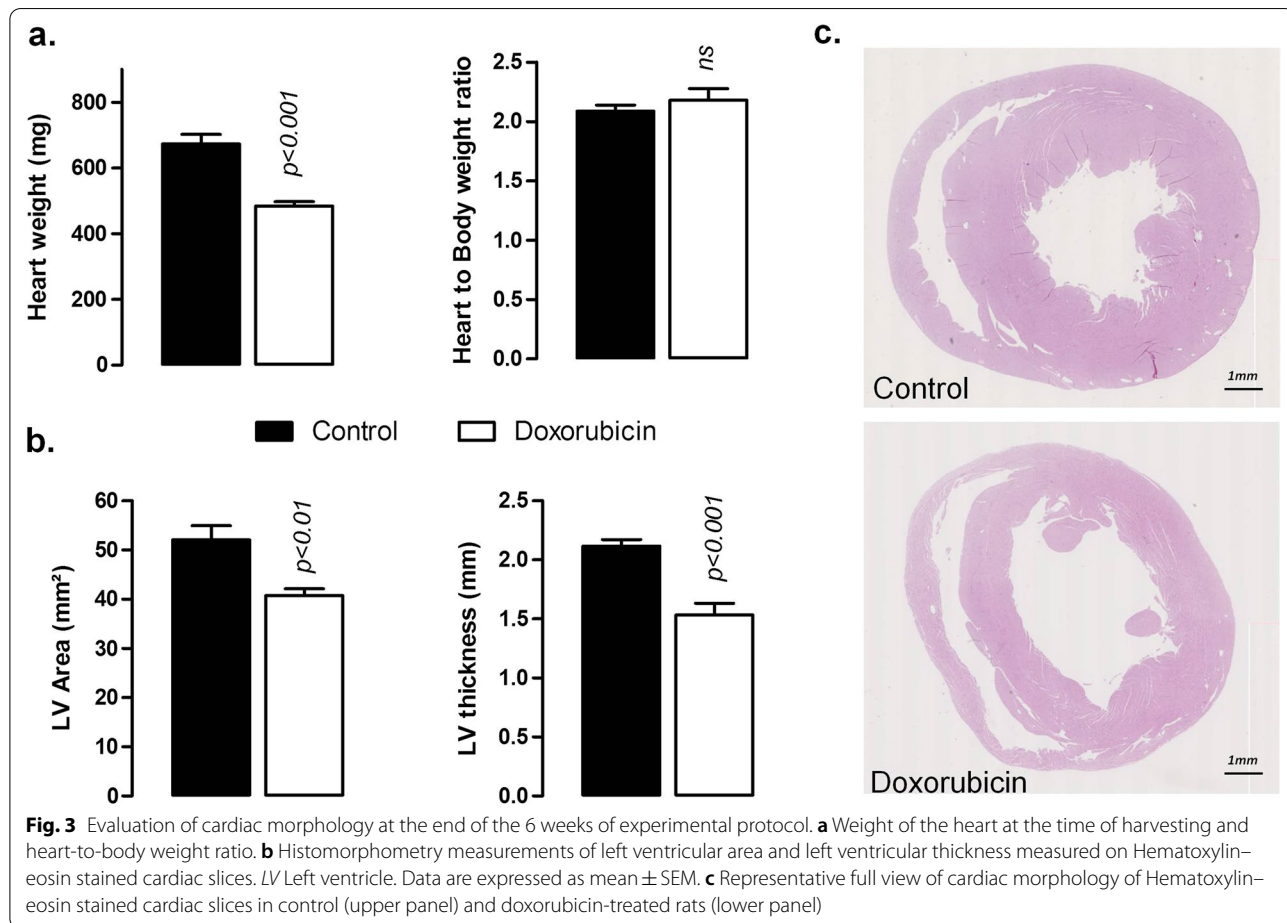 a.
Heart weight (mg)
800
600
400
200
0
p<0.001
Heart to Body weight ratio
2.5
2.0
1.5
1.0
0.5
0.0
ns
c.
Control
1mm
Doxorubicin
1mm
Control
Doxorubicin
b.
LV Area (mm²)
60
50
40
30
20
10
0
p<0.01
LV thickness (mm)
2.5
2.0
1.5
1.0
0.5
0.0
p<0.001
Fig. 3 Evaluation of cardiac morphology at the end of the 6 weeks of experimental protocol. a Weight of the heart at the time of harvesting and
heart-to-body weight ratio. b Histomorphometry measurements of left ventricular area and left ventricular thickness measured on Hematoxylin–
eosin stained cardiac slices. LV Left ventricle. Data are expressed as mean ± SEM. c Representative full view of cardiac morphology of Hematoxylin–
eosin stained cardiac slices in control (upper panel) and doxorubicin-treated rats (lower panel)